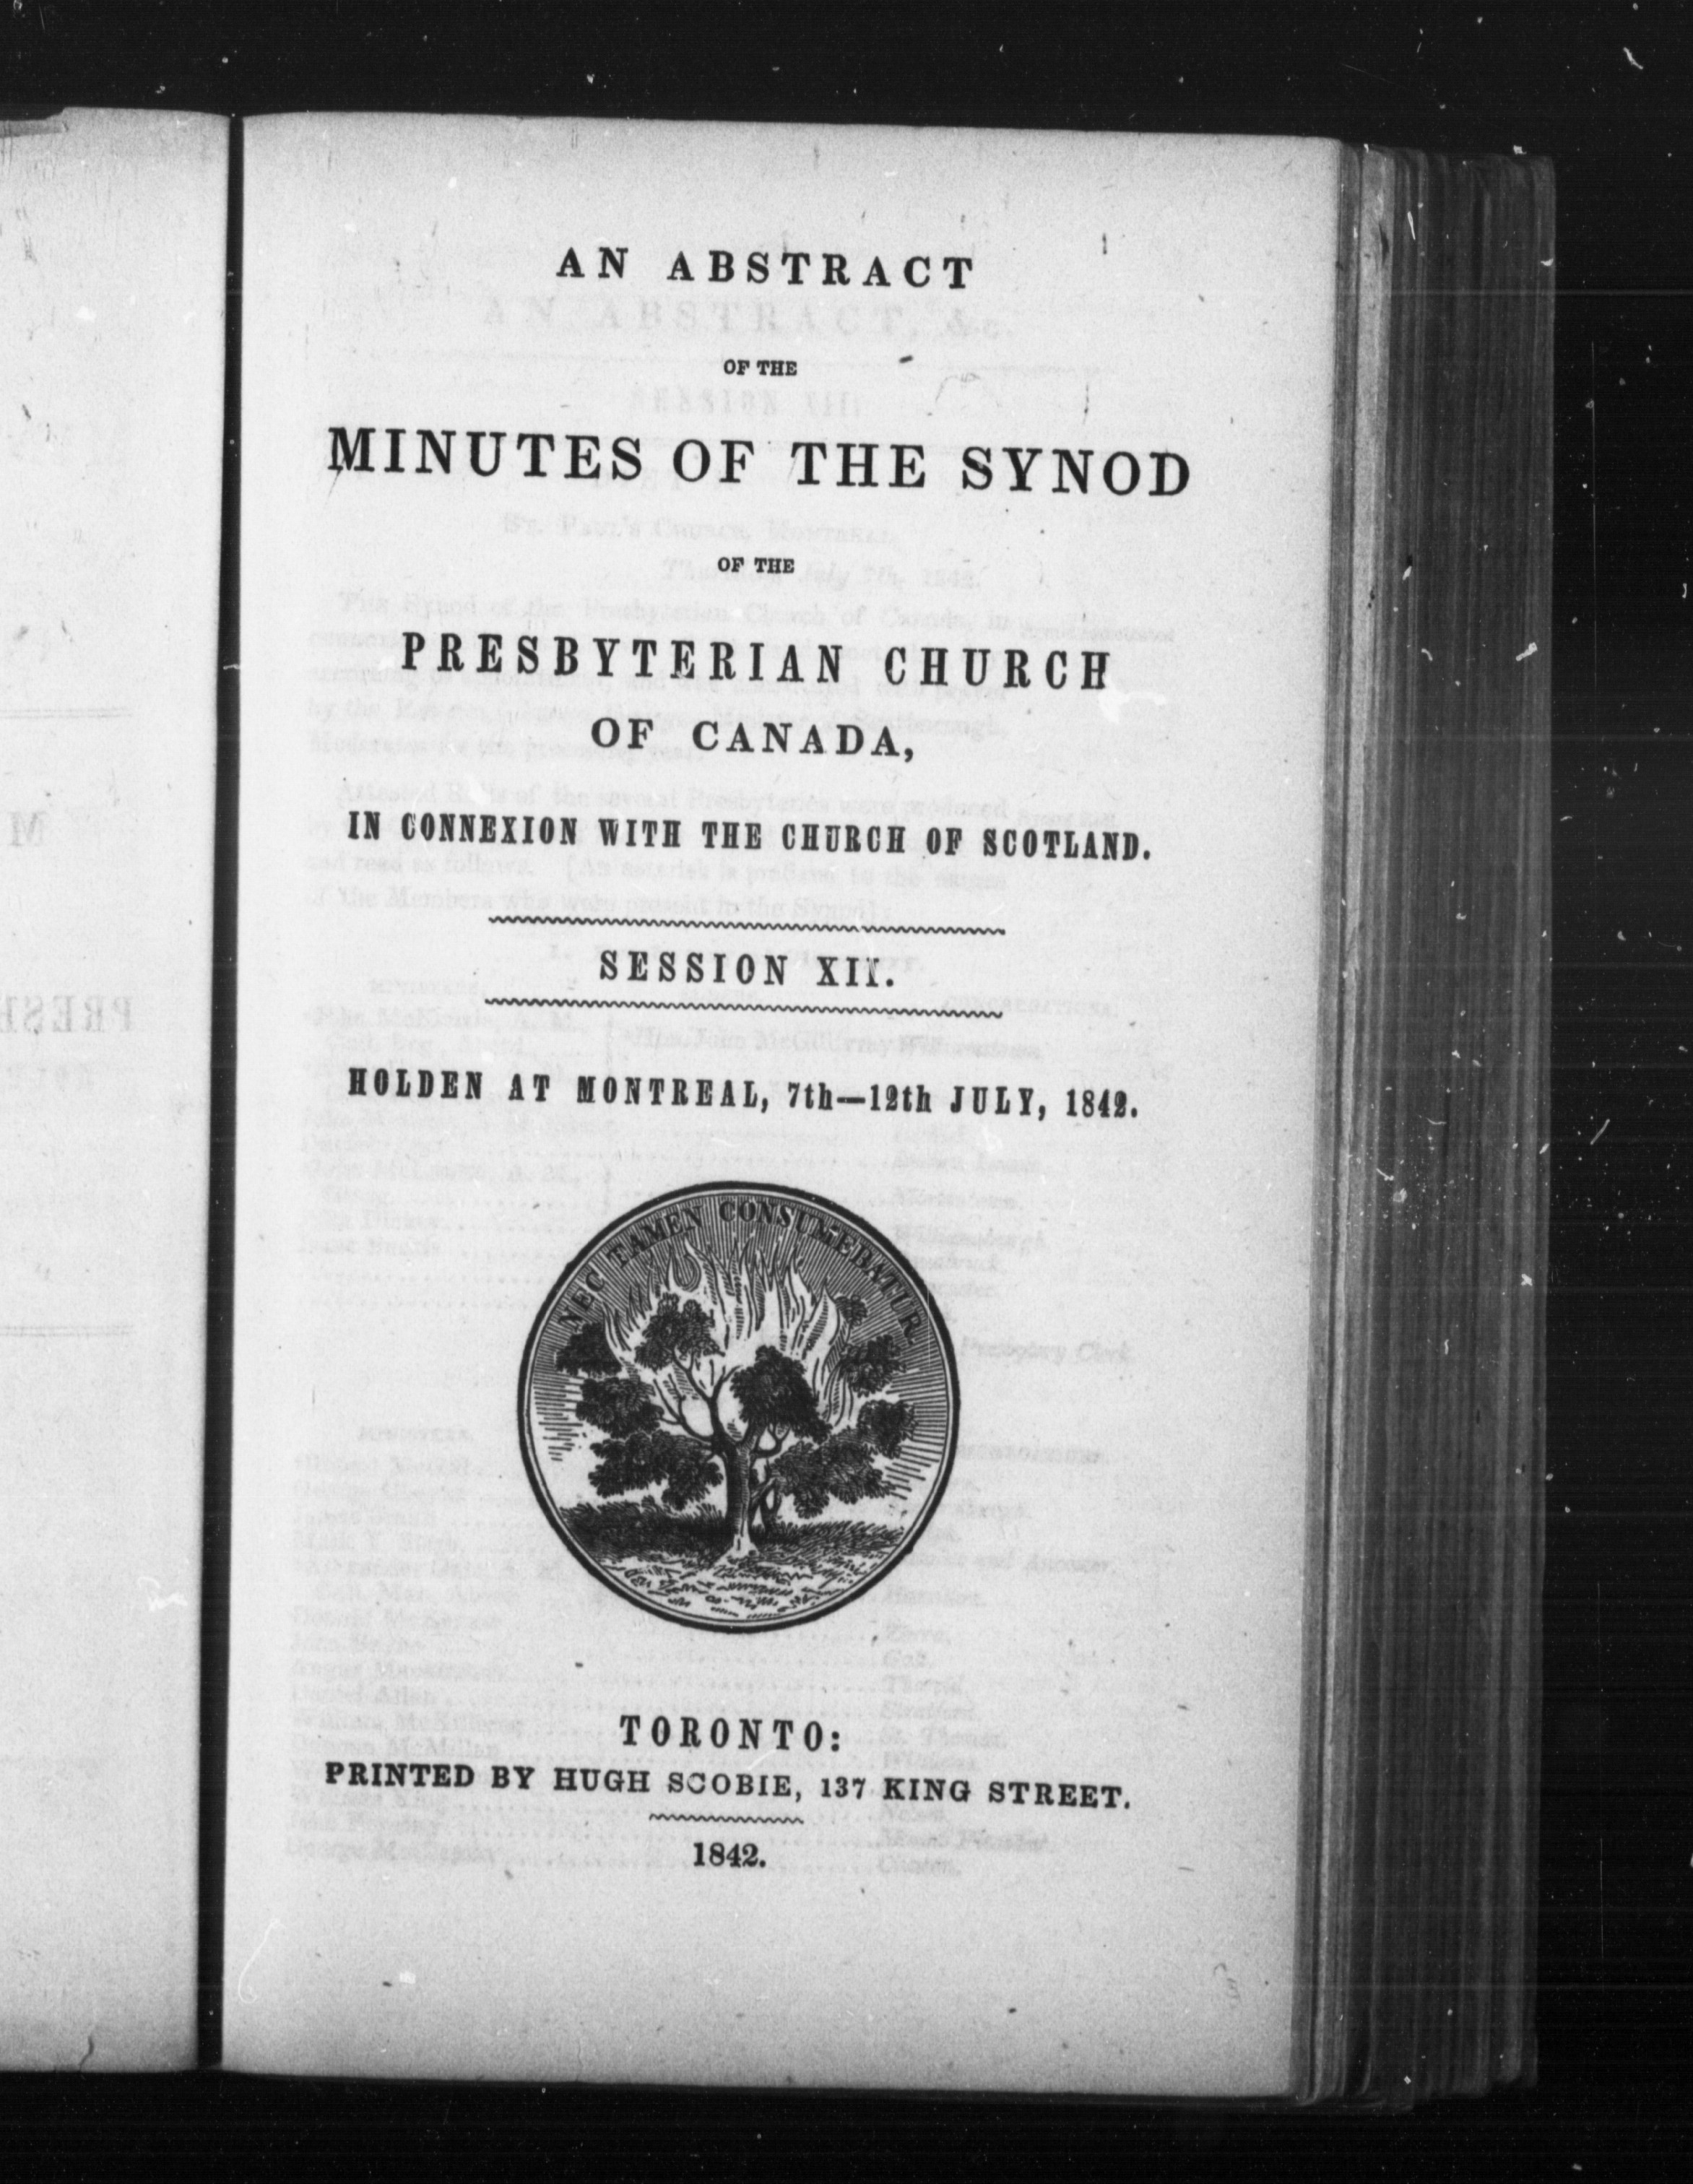 AN ABSTRACT
OF THE
MINUTES OF THE SYNOD
OF THE
PRESBYTERIAN CHURCH
OF CANADA,
IN CONNEXION WITH THE CHURCH OF SCOTLAND.
SESSION XII.
HOLDEN AT MONTREAL, 7th—12th JULY, 1842.
NEC TAMEN CONSUMEBATUR
TORONTO:
PRINTED BY HUGH SCOBIE, 137 KING STREET.
1842.